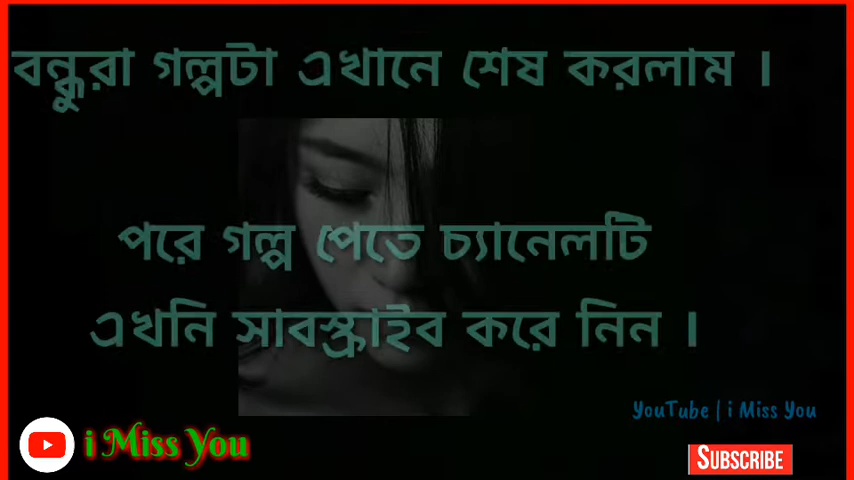 বন্ধুরা গল্পটা এখানে শেষ করলাম ।
পরে গল্প পেতে চ্যানেলটি
এখনি সাবস্ক্রাইব করে নিন ।
YouTube | i Miss You
i Miss You
SUBSCRIBE